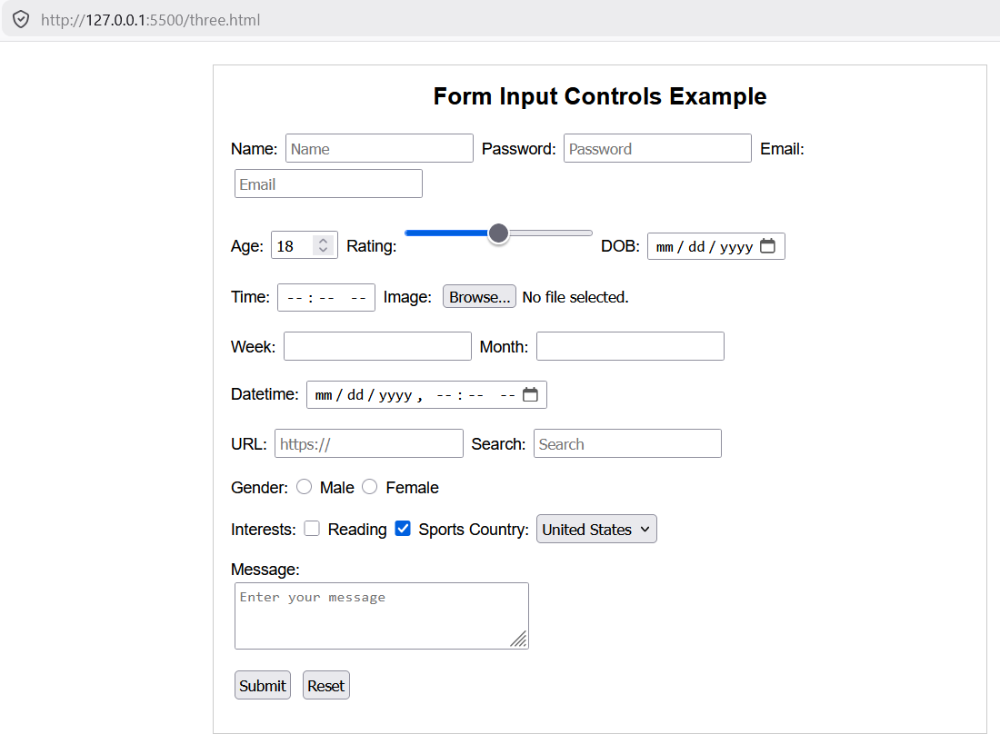 http://127.0.0.1:5500/three.html
Form Input Controls Example
Name: Name Password: Password Email:
Email
Age: 18 Rating: DOB: mm/dd/yyyy
Time: --:-- -- Image: Browse... No file selected.
Week: Month:
Datetime: mm/dd/yyyy, --:-- --
URL: https:// Search: Search
Gender: Male Female
Interests: Reading Sports Country: United States
Message:
Enter your message
Submit Reset